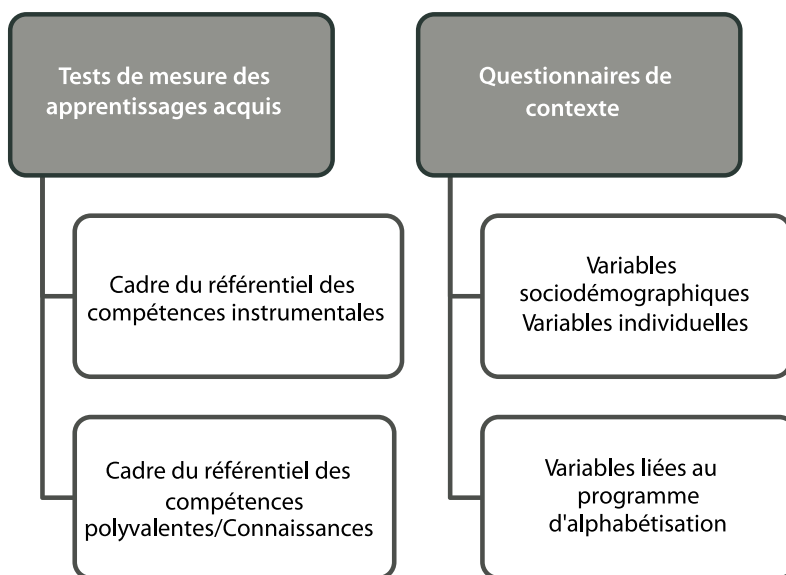 Tests de mesure des
apprentissages acquis
Cadre du référentiel des
compétences instrumentales
Cadre du référentiel des
compétences
polyvalentes/Connaissances
Questionnaires de
contexte
Variables
sociodémographiques
Variables individuelles
Variables liées au
programme
d'alphabétisation